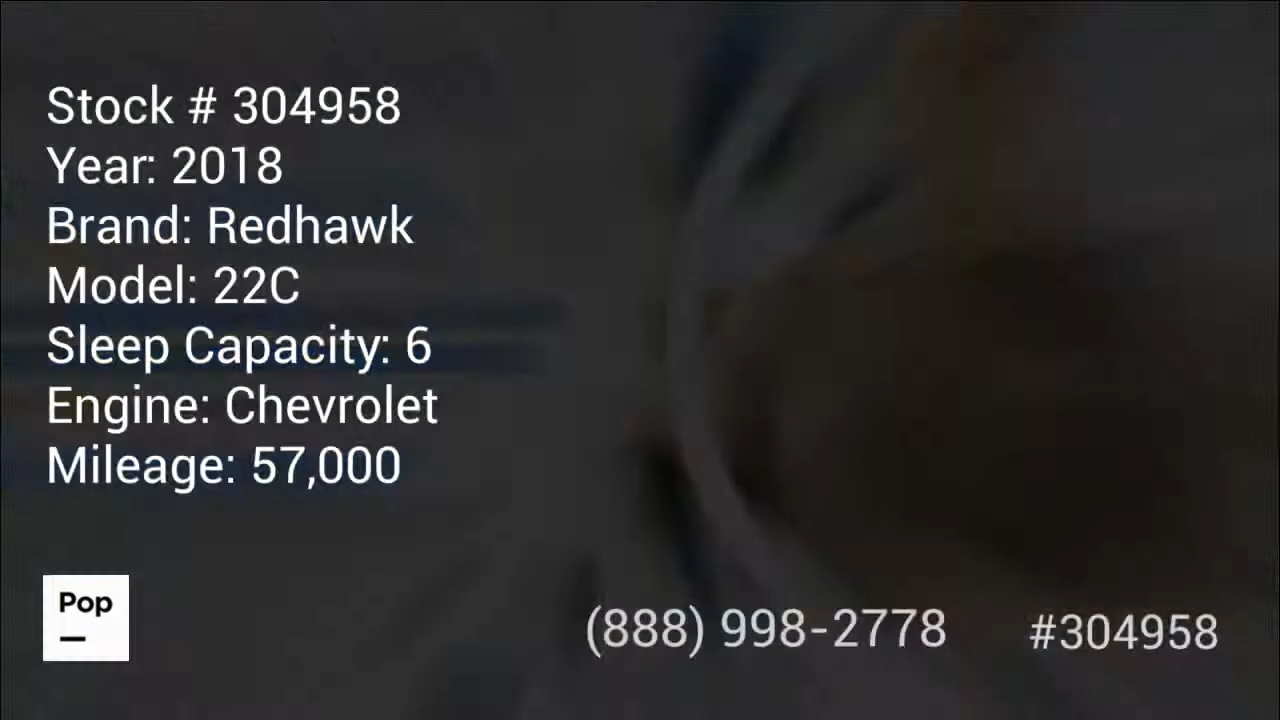 Stock # 304958
Year: 2018
Brand: Redhawk
Model: 22C
Sleep Capacity: 6
Engine: Chevrolet
Mileage: 57,000
Pop
(888) 998-2778
#304958